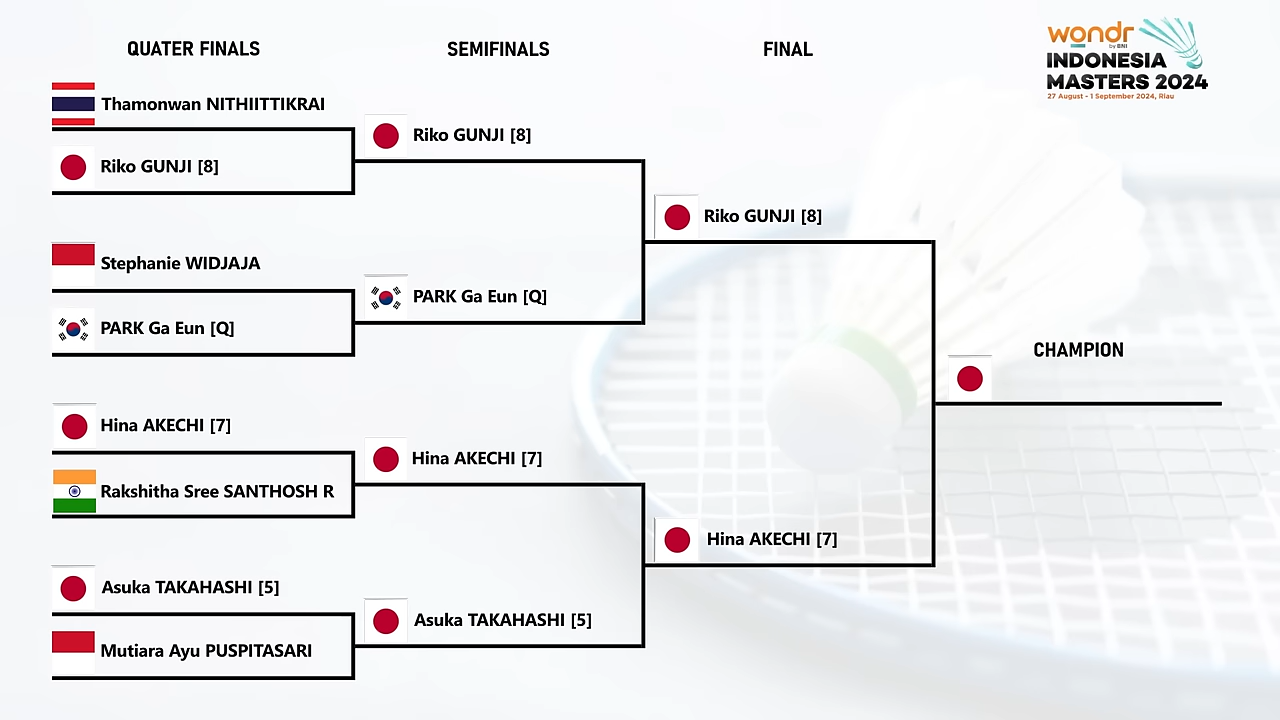 QUATER FINALS
SEMIFINALS
FINAL
wondr
by BNI
INDONESIA
MASTERS 2024
27 August - 1 September 2024, Riau
Thamonwan NITHIITTIKRAI
Riko GUNJI [8]
Stephanie WIDJAJA
PARK Ga Eun [Q]
Hina AKECHI [7]
Rakshitha Sree SANTHOSH R
Asuka TAKAHASHI [5]
Mutiara Ayu PUSPITASARI
Riko GUNJI [8]
PARK Ga Eun [Q]
Hina AKECHI [7]
Asuka TAKAHASHI [5]
Riko GUNJI [8]
Hina AKECHI [7]
CHAMPION